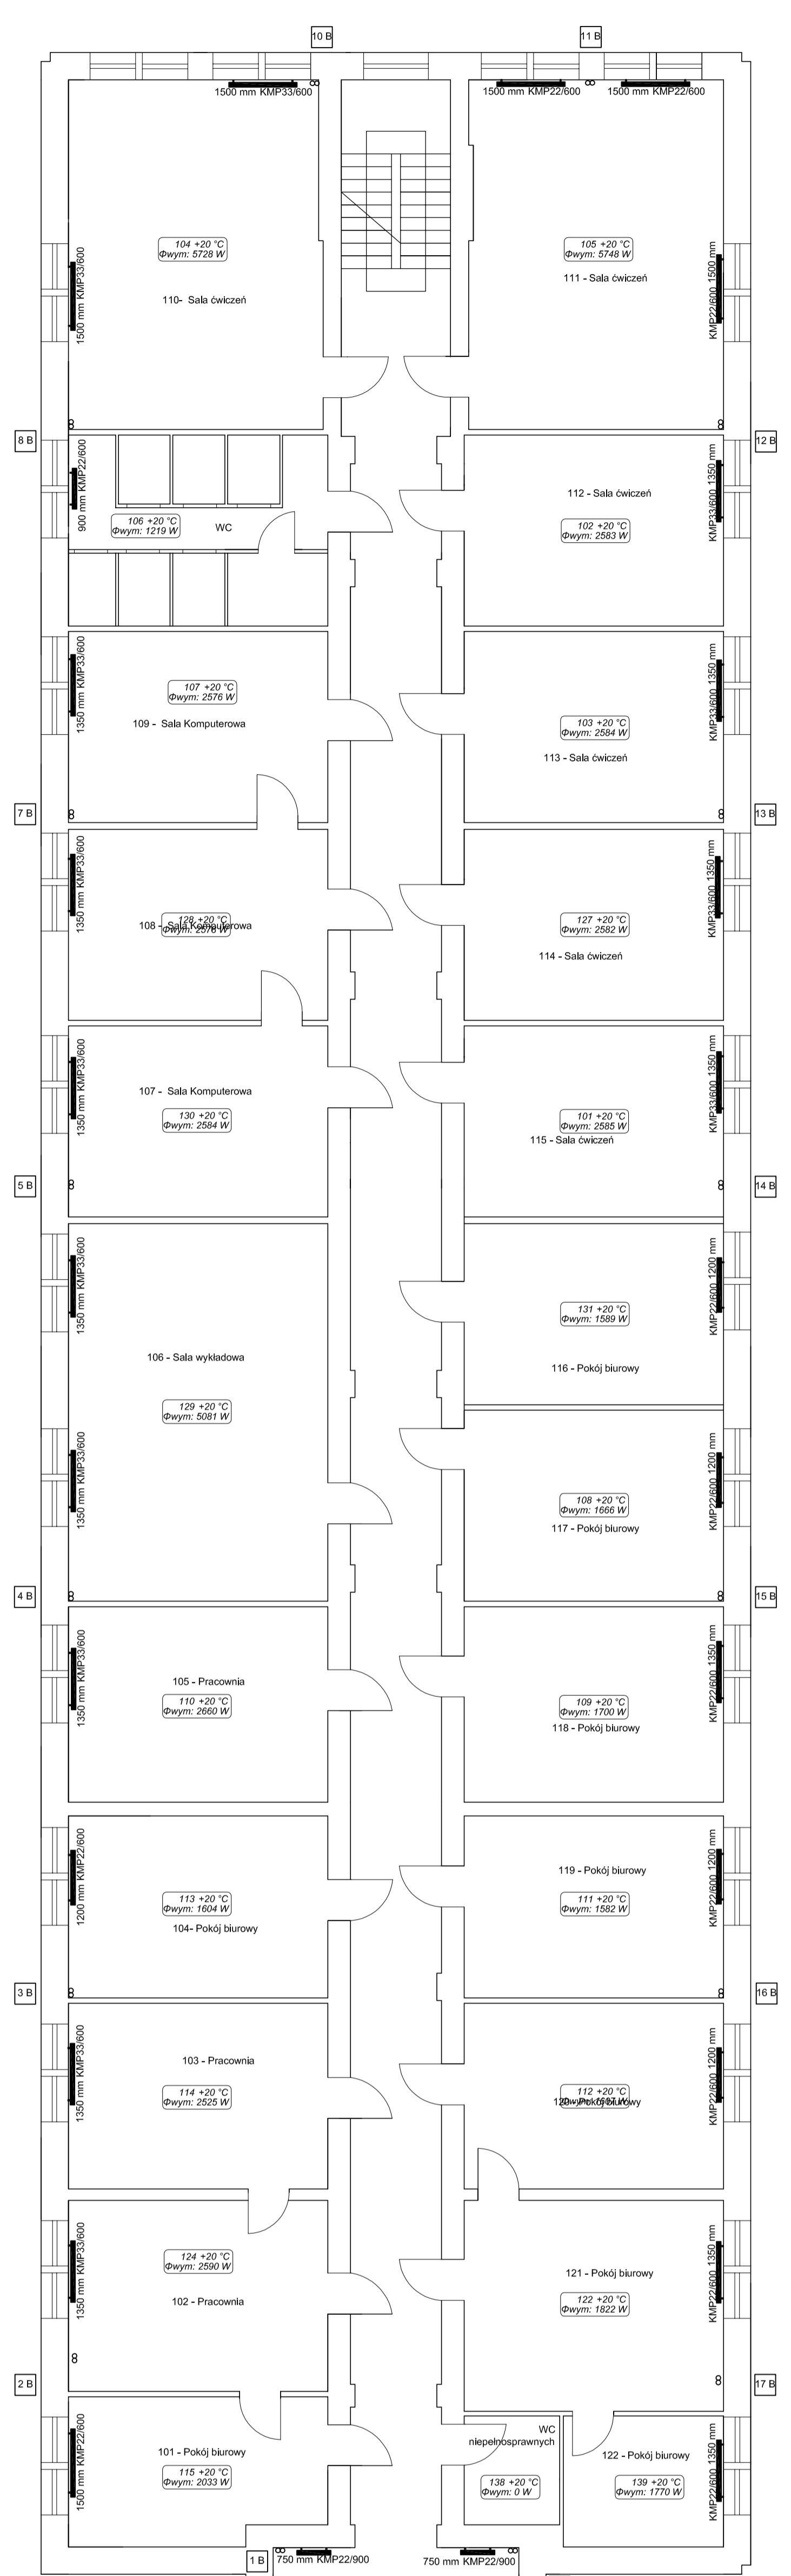 10 B
11 B
1500 mm KMP33/600
1500 mm KMP22/600
1500 mm KMP22/600
104 +20 °C
Φwym: 5728 W
110- Sala ćwiczeń
1500 mm KMP33/600
105 +20 °C
Φwym: 5748 W
111 - Sala ćwiczeń
KMP22/600 1500 mm
8 B
12 B
900 mm KMP22/600
106 +20 °C
Φwym: 1219 W
WC
112 - Sala ćwiczeń
102 +20 °C
Φwym: 2583 W
KMP33/600 1350 mm
1350 mm KMP33/600
107 +20 °C
Φwym: 2576 W
109 - Sala Komputerowa
103 +20 °C
Φwym: 2584 W
113 - Sala ćwiczeń
KMP33/600 1350 mm
7 B
13 B
1350 mm KMP33/600
128 +20 °C
Φwym: 2576 W
108 - Sala Komputerowa
127 +20 °C
Φwym: 2582 W
114 - Sala ćwiczeń
KMP33/600 1350 mm
1350 mm KMP33/600
107 - Sala Komputerowa
130 +20 °C
Φwym: 2584 W
101 +20 °C
Φwym: 2585 W
115 - Sala ćwiczeń
KMP33/600 1350 mm
5 B
14 B
1350 mm KMP33/600
106 - Sala wykładowa
129 +20 °C
Φwym: 5081 W
1350 mm KMP33/600
131 +20 °C
Φwym: 1589 W
116 - Pokój biurowy
KMP22/600 1200 mm
108 +20 °C
Φwym: 1666 W
117 - Pokój biurowy
KMP22/600 1200 mm
4 B
15 B
1350 mm KMP33/600
105 - Pracownia
110 +20 °C
Φwym: 2660 W
109 +20 °C
Φwym: 1700 W
118 - Pokój biurowy
KMP22/600 1350 mm
1200 mm KMP22/600
113 +20 °C
Φwym: 1604 W
104- Pokój biurowy
119 - Pokój biurowy
111 +20 °C
Φwym: 1582 W
KMP22/600 1200 mm
3 B
16 B
1350 mm KMP33/600
103 - Pracownia
114 +20 °C
Φwym: 2525 W
112 +20 °C
120 - Pokój biurowy
KMP22/600 1200 mm
1350 mm KMP33/600
124 +20 °C
Φwym: 2590 W
102 - Pracownia
121 - Pokój biurowy
122 +20 °C
Φwym: 1822 W
KMP22/600 1350 mm
2 B
17 B
1500 mm KMP22/600
101 - Pokój biurowy
115 +20 °C
Φwym: 2033 W
WC
niepełnosprawnych
138 +20 °C
Φwym: 0 W
122 - Pokój biurowy
139 +20 °C
Φwym: 1770 W
KMP22/600 1350 mm
1 B
750 mm KMP22/900
750 mm KMP22/900